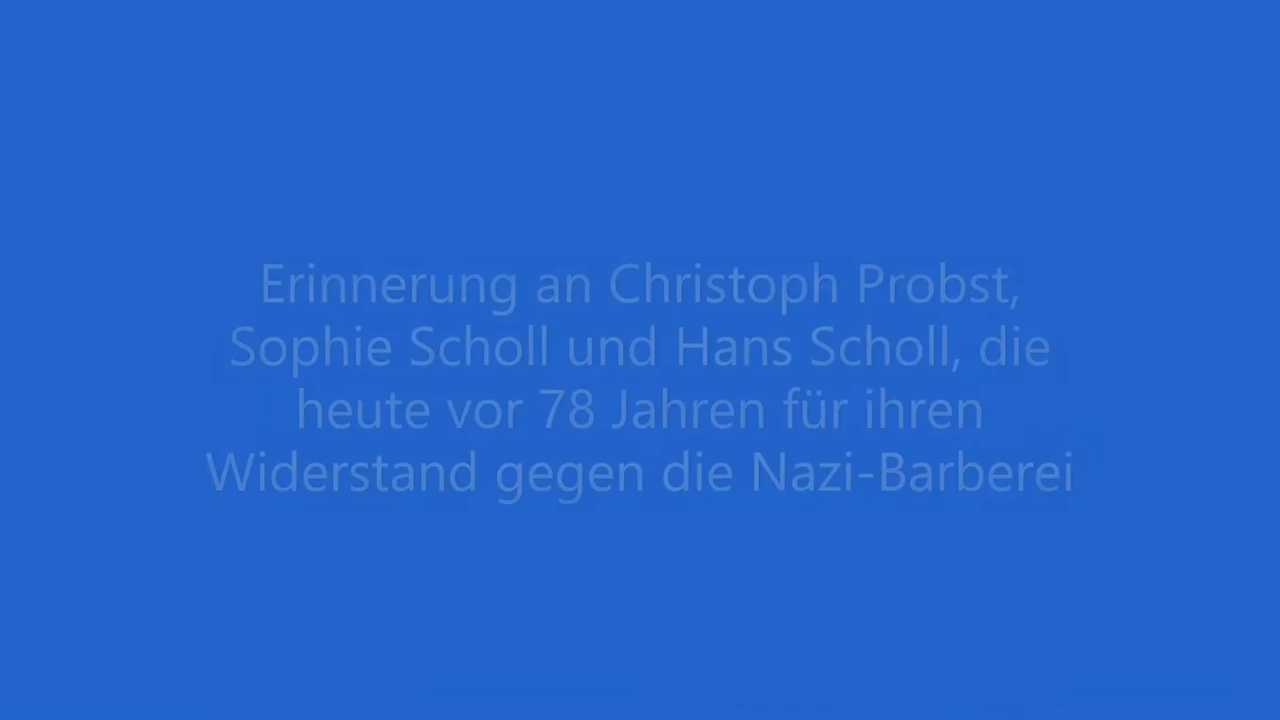 Erinnerung an Christoph Probst,
Sophie Scholl und Hans Scholl, die
heute vor 78 Jahren für ihren
Widerstand gegen die Nazi-Barberei